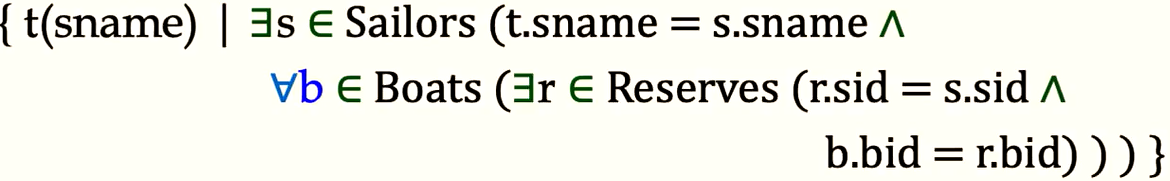 { t(sname) | ∃s ∈ Sailors (t.sname = s.sname ∧
∀b ∈ Boats (∃r ∈ Reserves (r.sid = s.sid ∧
b.bid = r.bid) ) ) }